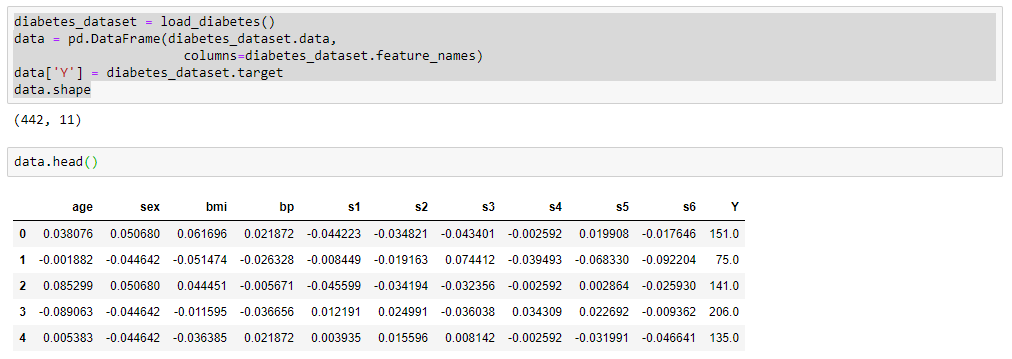 diabetes_dataset = load_diabetes()
data = pd.DataFrame(diabetes_dataset.data,
columns=diabetes_dataset.feature_names)
data['Y'] = diabetes_dataset.target
data.shape
(442, 11)
data.head()
age sex bmi bp s1 s2 s3 s4 s5 s6 Y
0 0.038076 0.050680 0.061696 0.021872 -0.044223 -0.034821 -0.043401 -0.002592 0.019908 -0.017646 151.0
1 -0.001882 -0.044642 -0.051474 -0.026328 -0.008449 -0.019163 0.074412 -0.039493 -0.068330 -0.092204 75.0
2 0.085299 0.050680 0.044451 -0.005671 -0.045599 -0.034194 -0.032356 -0.002592 0.002864 -0.025930 141.0
3 -0.089063 -0.044642 -0.011595 -0.036656 0.012191 0.024991 -0.036038 0.034309 0.022692 -0.009362 206.0
4 0.005383 -0.044642 -0.036385 0.021872 0.003935 0.015596 0.008142 -0.002592 -0.031991 -0.046641 135.0